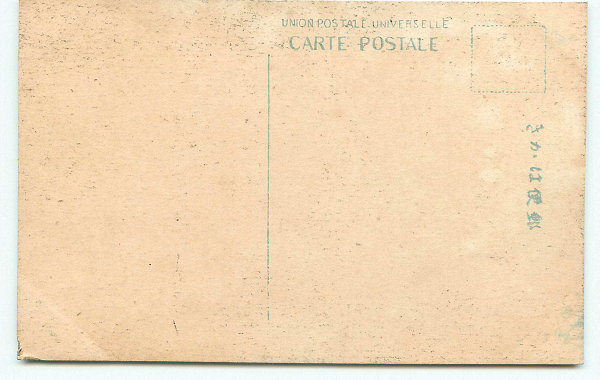 UNION POSTALE UNIVERSELLE
CARTE POSTALE
郵便はかき